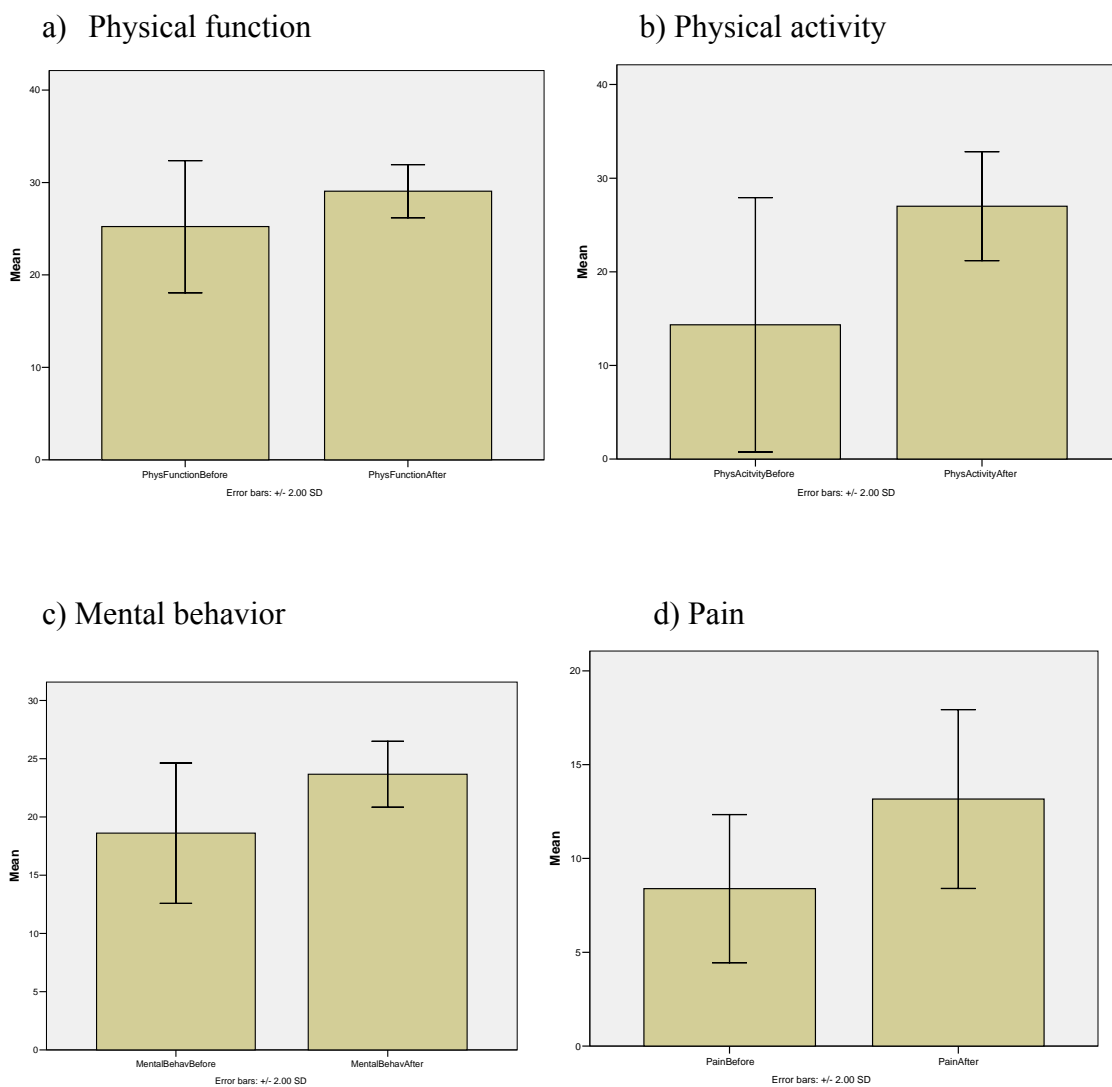 a) Physical function
40
30
20
10
0
Mean
PhysFunctionBefore PhysFunctionAfter
Error bars: +/- 2.00 SD
b) Physical activity
40
30
20
10
0
Mean
PhysAcitvityBefore PhysActivityAfter
Error bars: +/- 2.00 SD
c) Mental behavior
30
25
20
15
10
5
0
Mean
MentalBehavBefore MentalBehavAfter
Error bars: +/- 2.00 SD
d) Pain
20
15
10
5
0
Mean
PainBefore PainAfter
Error bars: +/- 2.00 SD